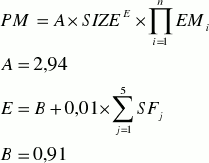 PM = A × SIZE^E × ∏_{i=1}^{n} EM_i
A = 2,94
E = B + 0,01 × ∑_{j=1}^{5} SF_j
B = 0,91